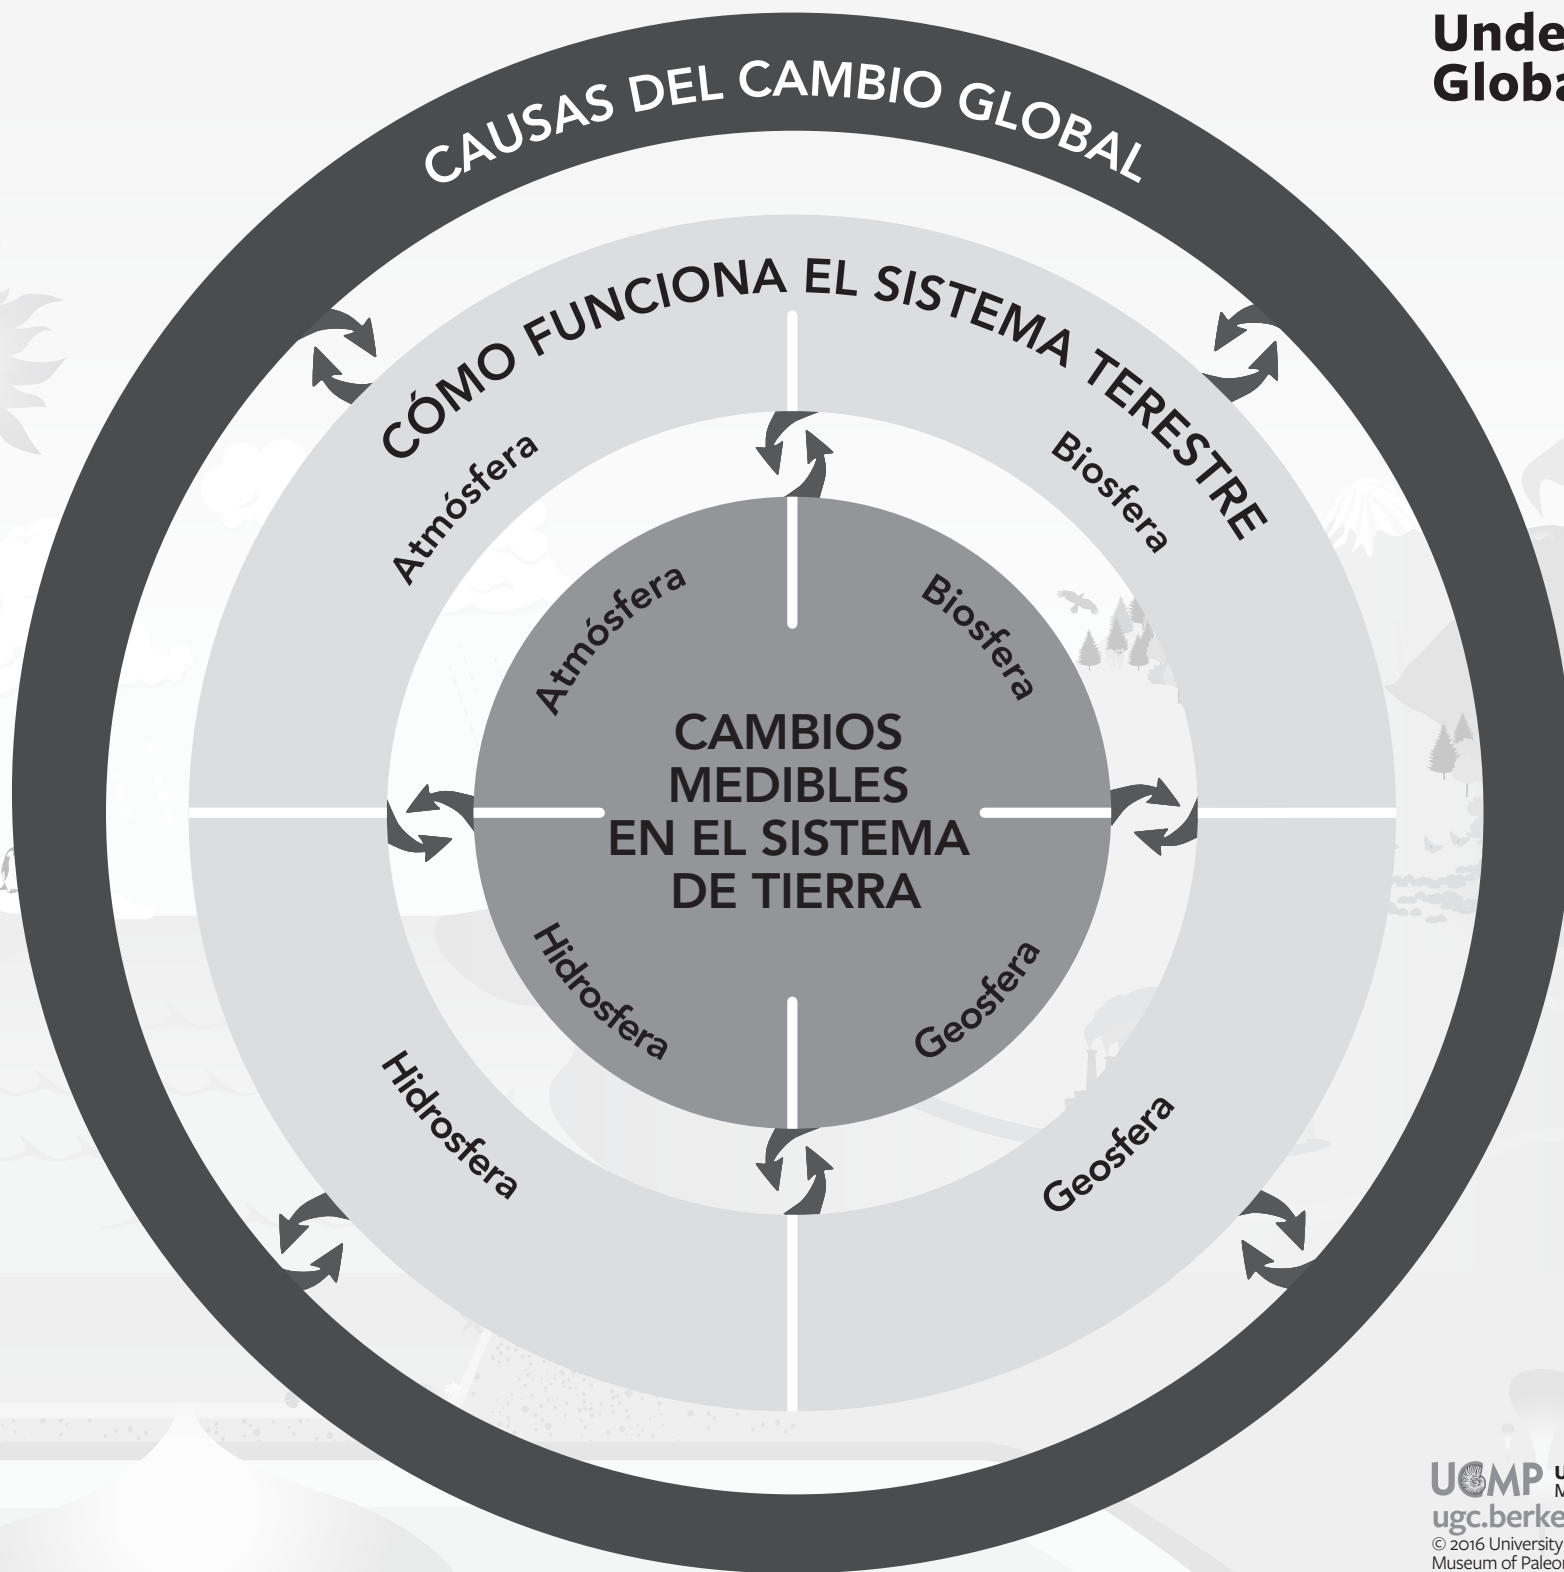 CAUSAS DEL CAMBIO GLOBAL
CÓMO FUNCIONA EL SISTEMA TERESTRE
Atmósfera
Biosfera
Atmósfera
Biosfera
CAMBIOS
MEDIBLES
EN EL SISTEMA
DE TIERRA
Hidrosfera
Geosfera
Hidrosfera
Geosfera
Unde
Globa
UCMP
ugc.berke
© 2016 University
Museum of Paleo